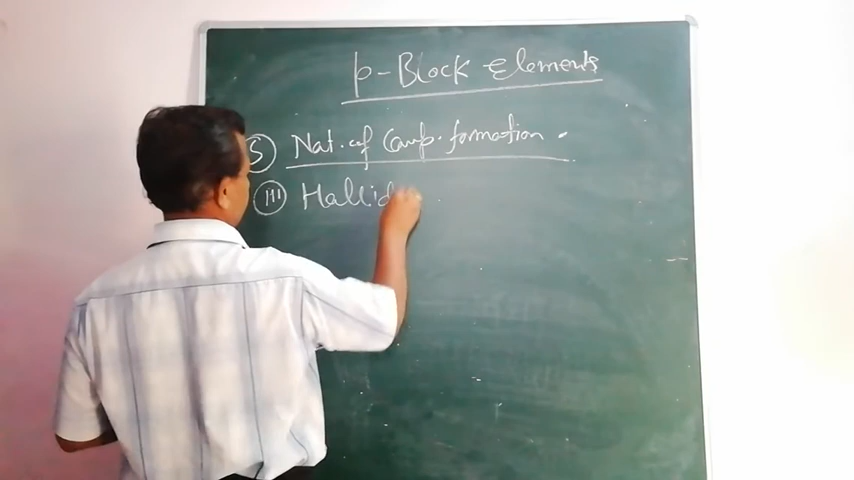 p-Block Elements
5 Nat. of Comp. formation.
III Hallid